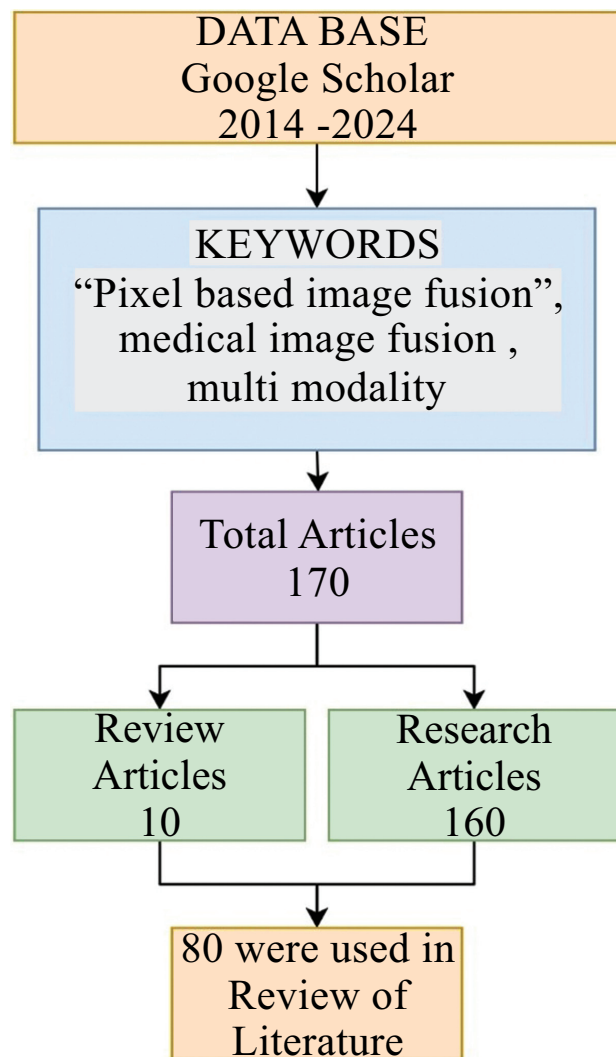 DATA BASE
Google Scholar
2014 -2024
KEYWORDS
“Pixel based image fusion”,
medical image fusion ,
multi modality
Total Articles
170
Review
Articles
10
Research
Articles
160
80 were used in
Review of
Literature